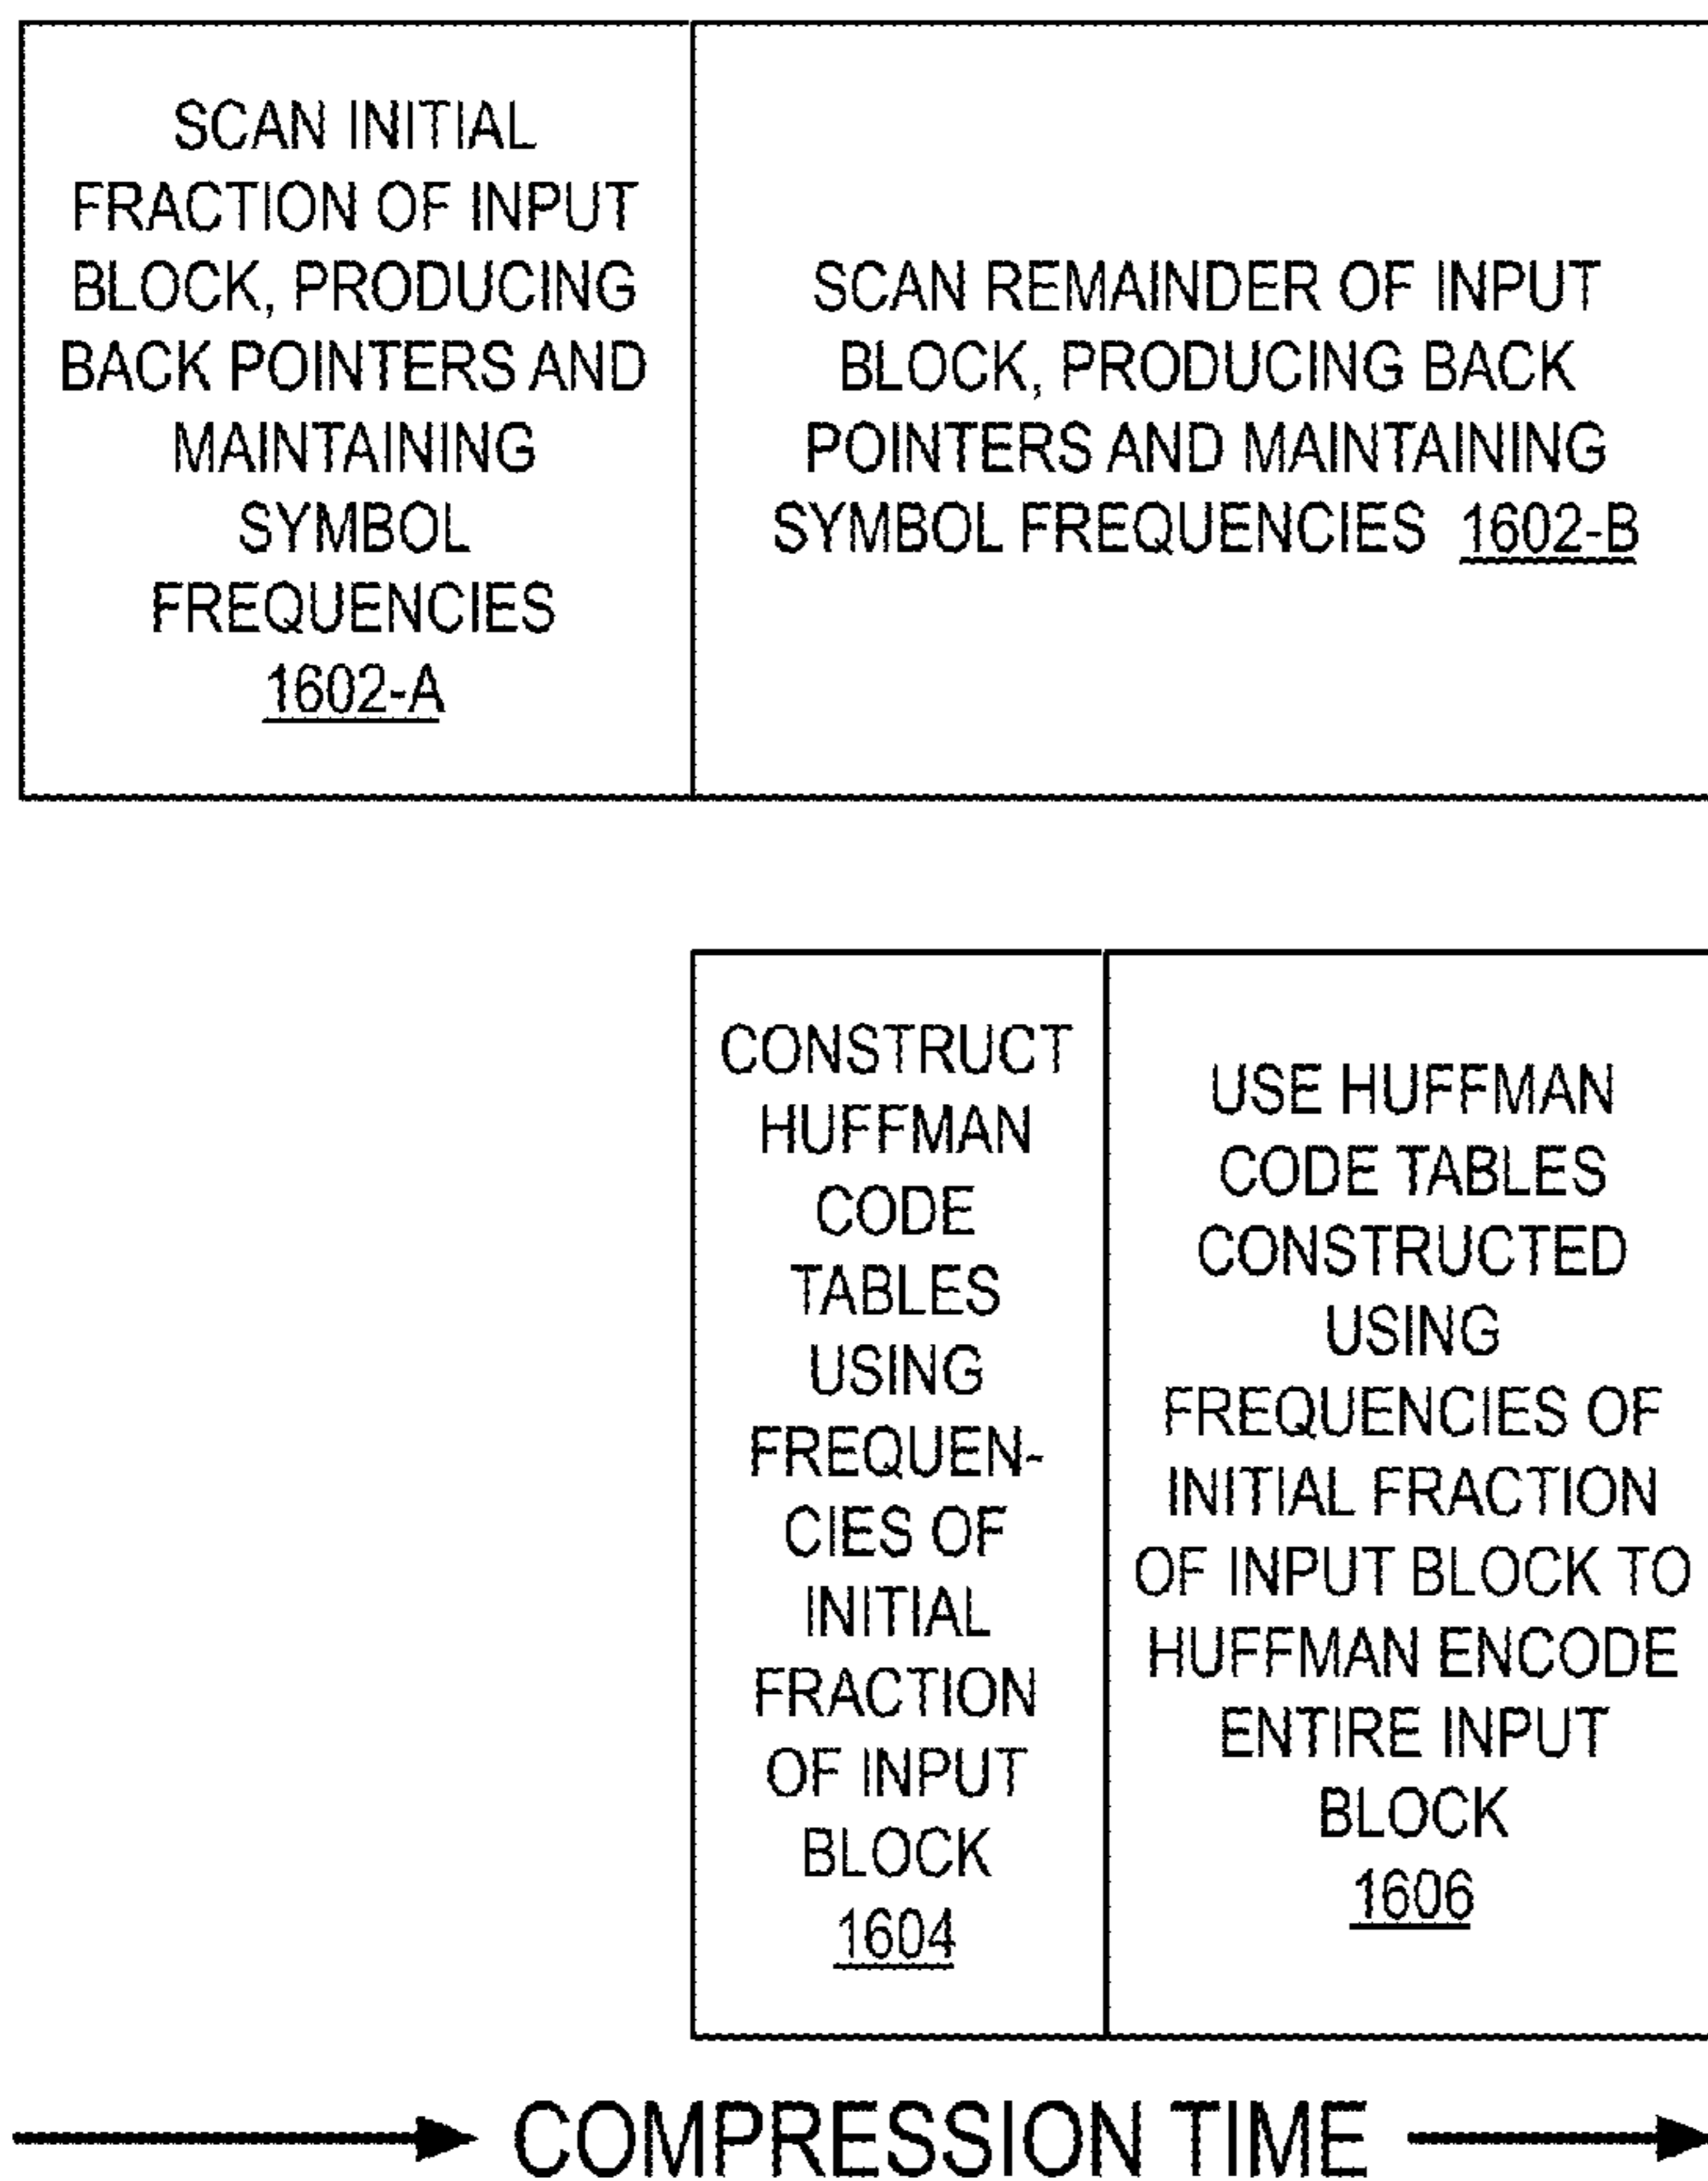 SCAN INITIAL
FRACTION OF INPUT
BLOCK, PRODUCING
BACK POINTERS AND
MAINTAINING
SYMBOL
FREQUENCIES
1602-A
SCAN REMAINDER OF INPUT
BLOCK, PRODUCING BACK
POINTERS AND MAINTAINING
SYMBOL FREQUENCIES 1602-B
CONSTRUCT
HUFFMAN
CODE
TABLES
USING
FREQUEN-
CIES OF
INITIAL
FRACTION
OF INPUT
BLOCK
1604
USE HUFFMAN
CODE TABLES
CONSTRUCTED
USING
FREQUENCIES OF
INITIAL FRACTION
OF INPUT BLOCK TO
HUFFMAN ENCODE
ENTIRE INPUT
BLOCK
1606
COMPRESSION TIME